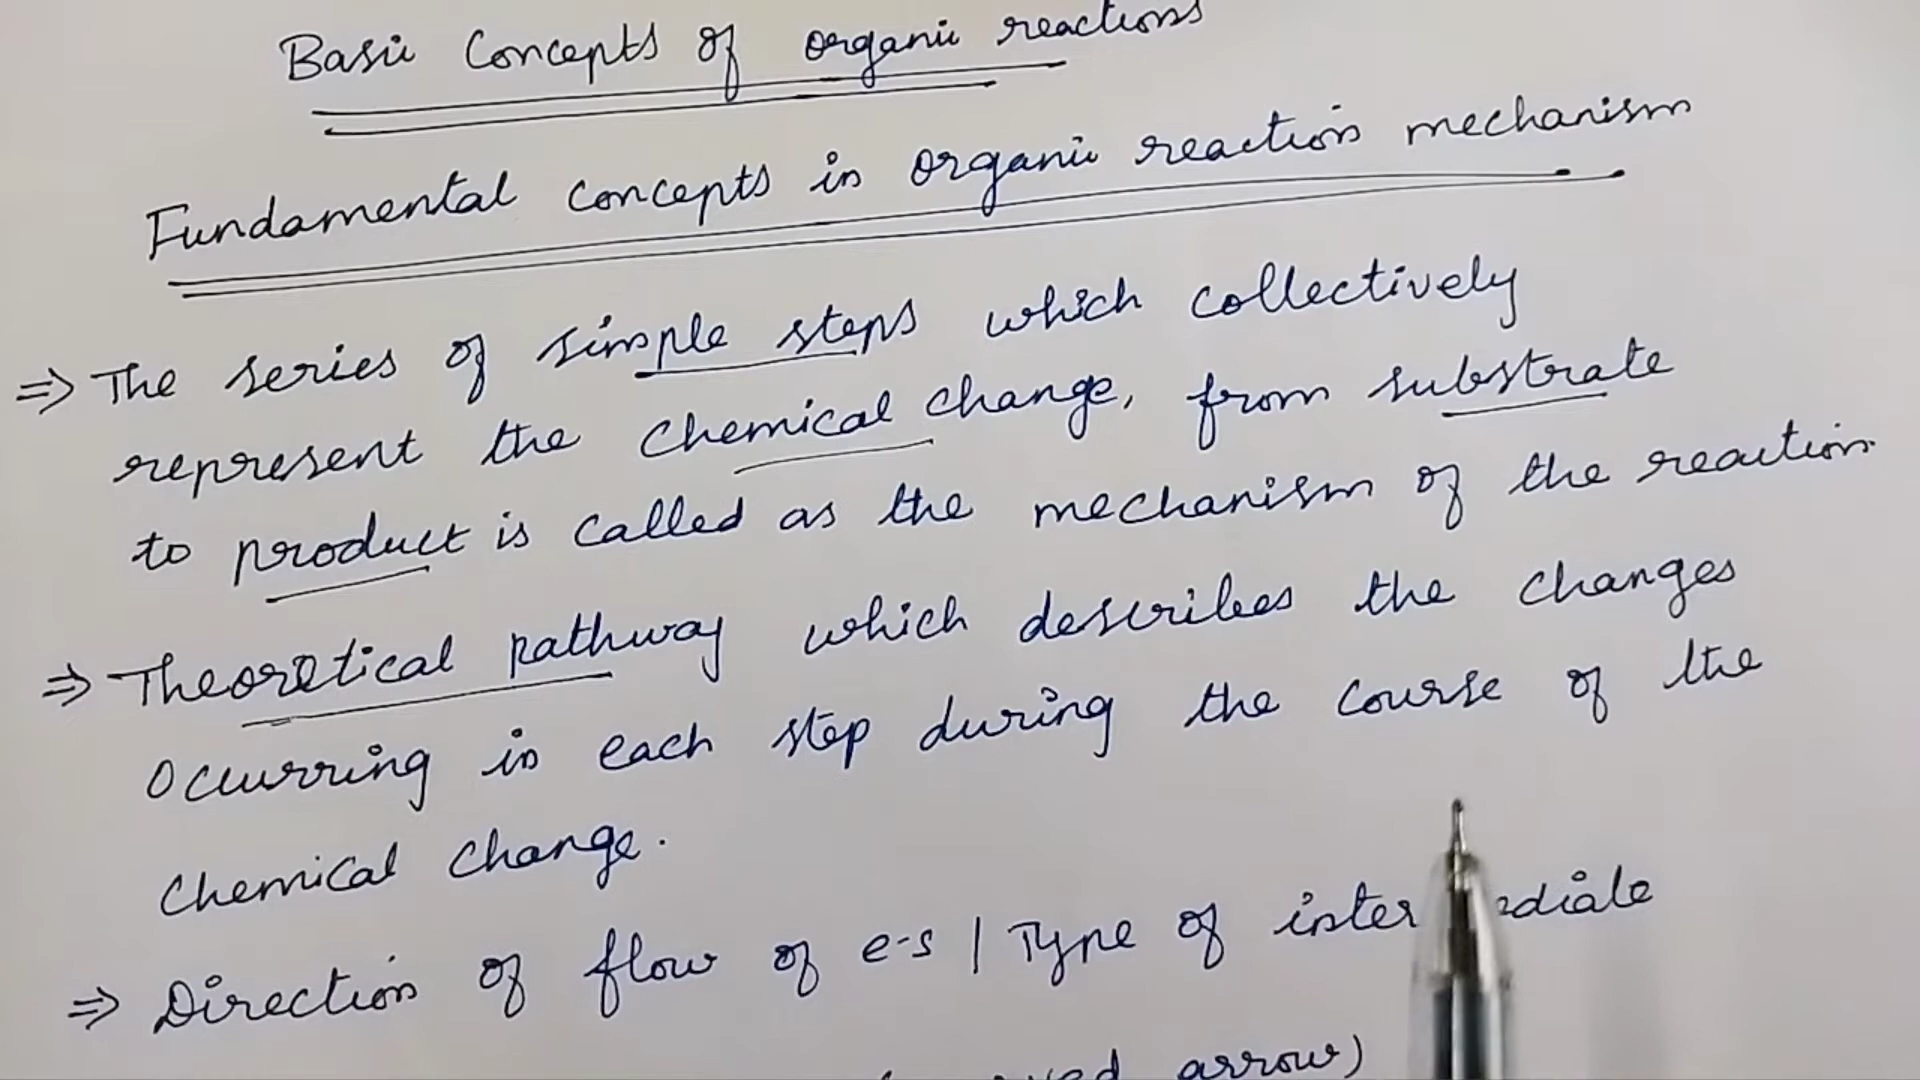 Basic Concepts of organic reactions
Fundamental concepts in organic reaction mechanism
⇒ The series of simple steps which collectively
represent the chemical change, from substrate
to product is called as the mechanism of the reaction.
⇒ Theoretical pathway which describes the changes
Occurring in each step during the course of the
Chemical change.
⇒ Direction of flow of e-s | Type of intermediate
arrow)